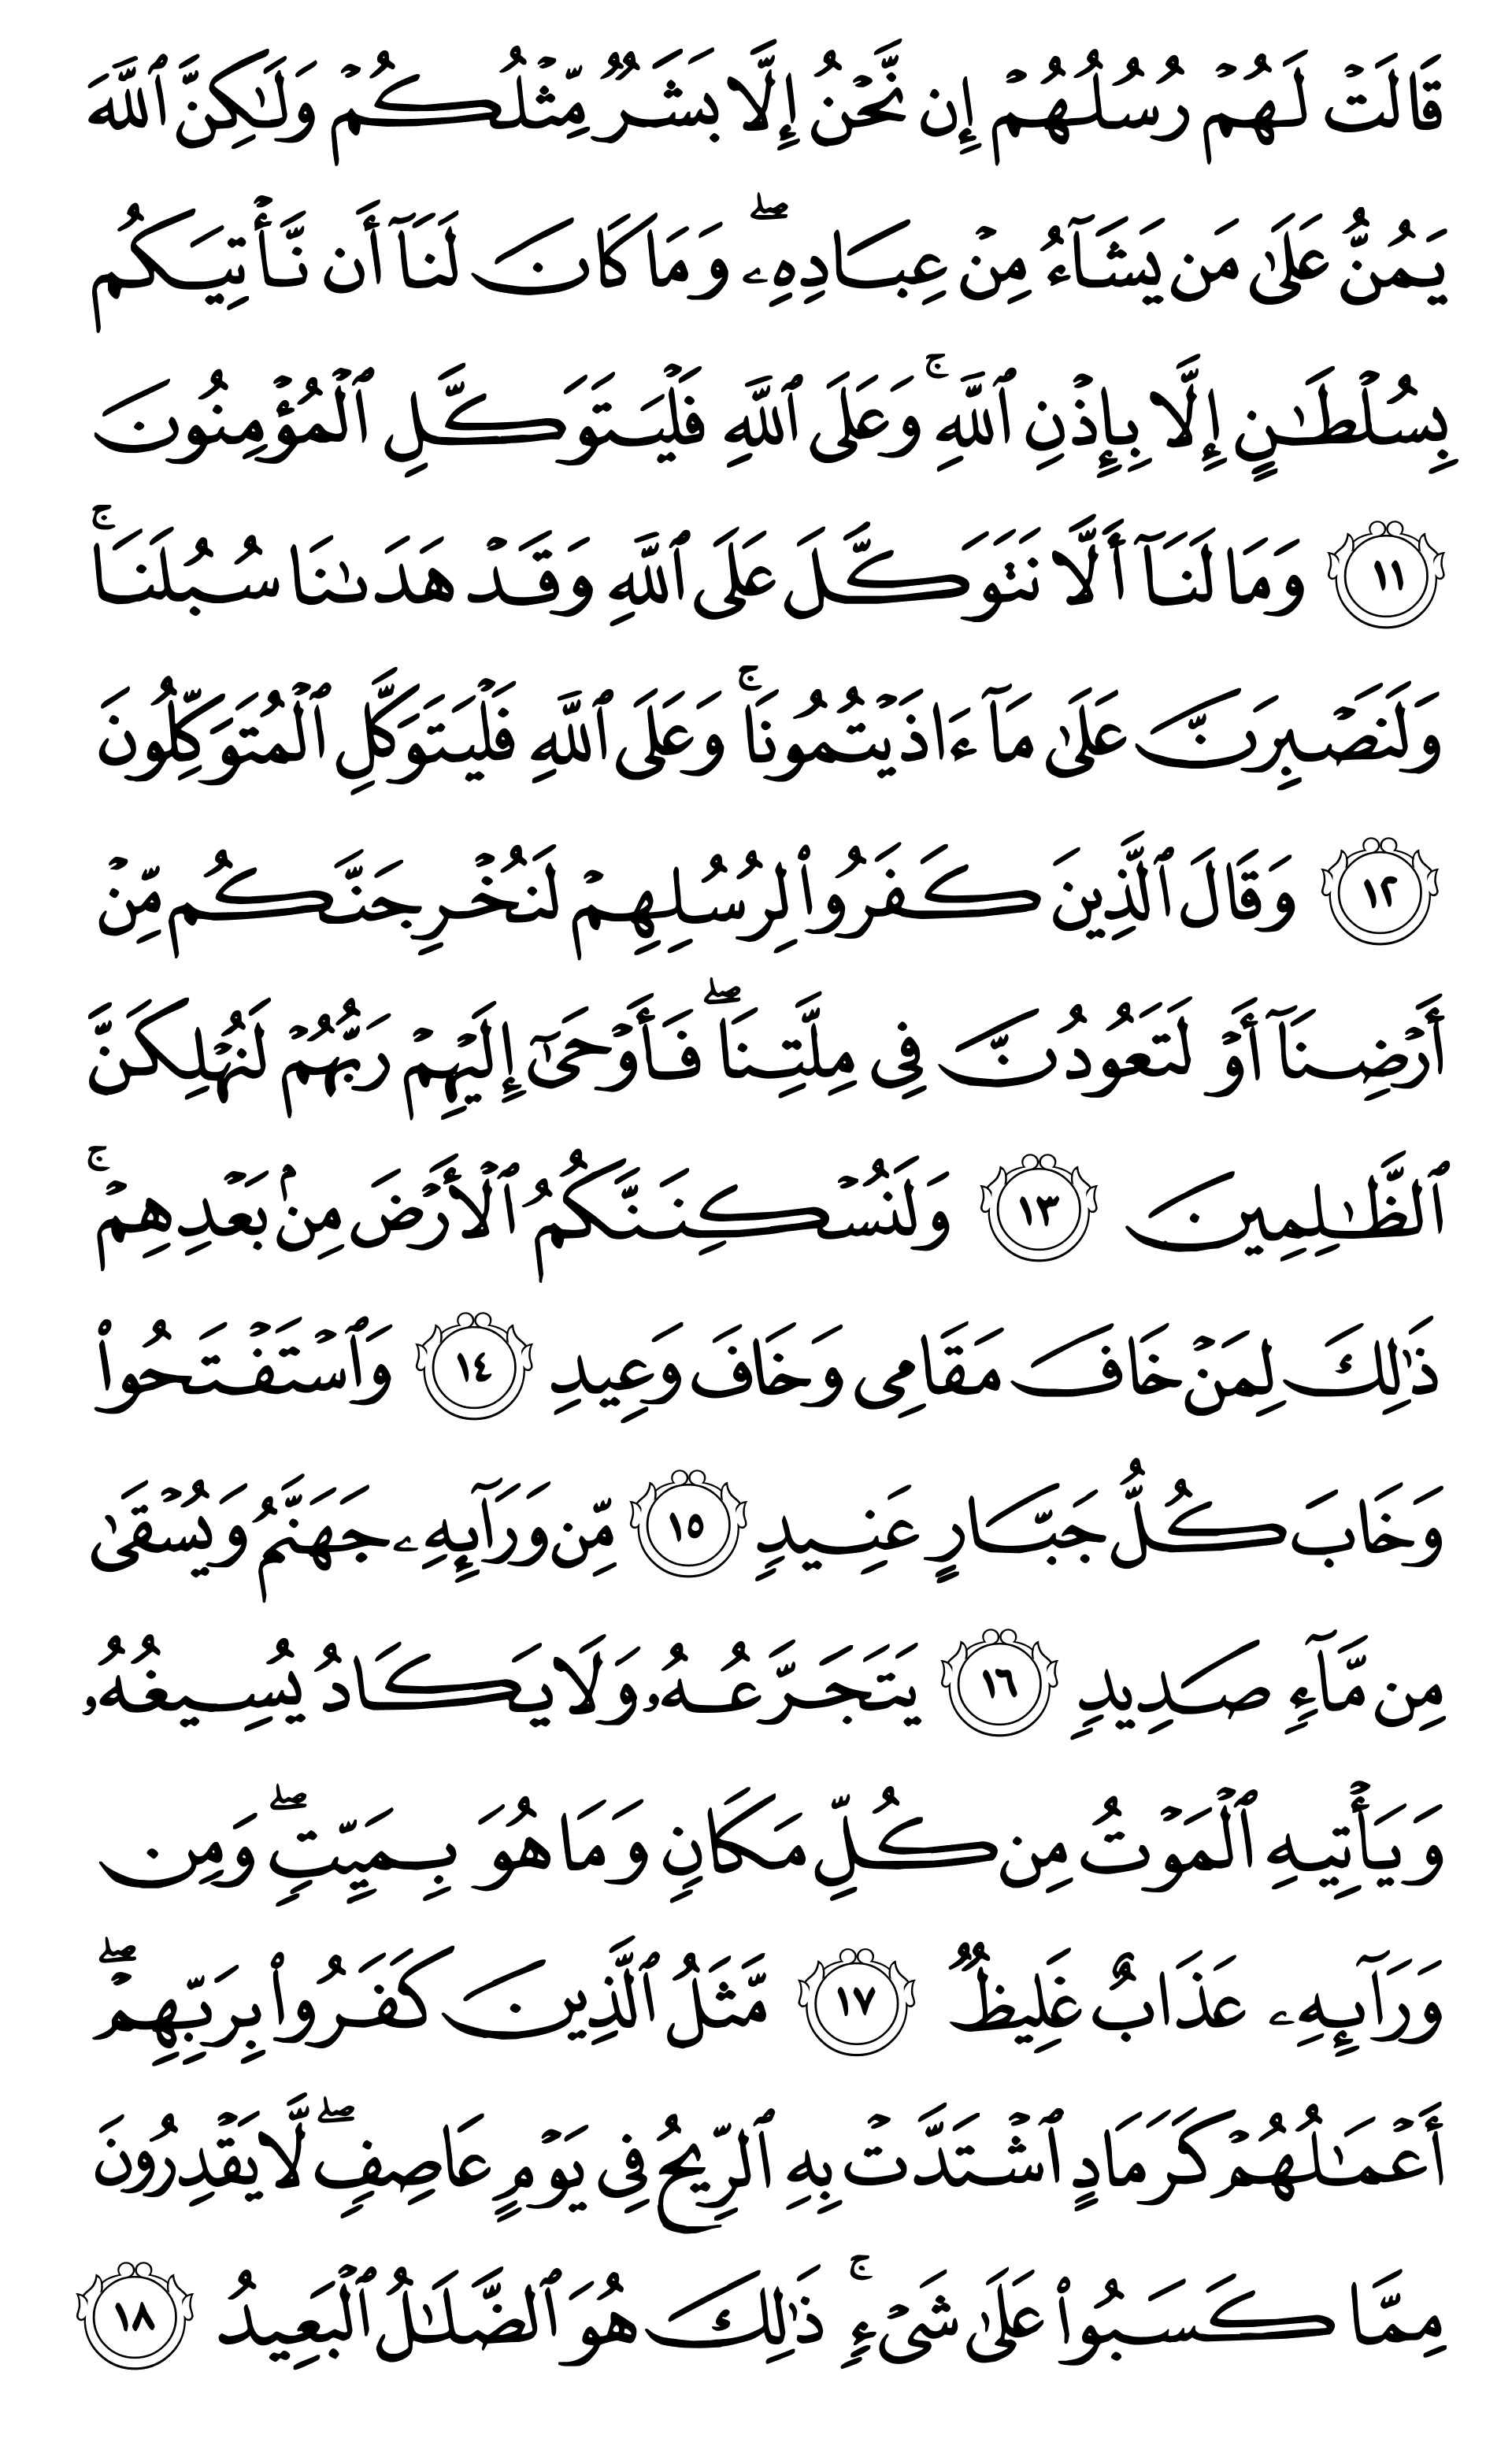 قَالَتۡ لَهُمۡ رُسُلُهُمۡ إِن نَّحۡنُ إِلَّا بَشَرٞ مِّثۡلُكُمۡ وَلَٰكِنَّ ٱللَّهَ
يَمُنُّ عَلَىٰ مَن يَشَآءُ مِنۡ عِبَادِهِۦۖ وَمَا كَانَ لَنَآ أَن نَّأۡتِيَكُم
بِسُلۡطَٰنٍ إِلَّا بِإِذۡنِ ٱللَّهِۚ وَعَلَى ٱللَّهِ فَلۡيَتَوَكَّلِ ٱلۡمُؤۡمِنُونَ
١١ وَمَا لَنَآ أَلَّا نَتَوَكَّلَ عَلَى ٱللَّهِ وَقَدۡ هَدَىٰنَا سُبُلَنَاۚ
وَلَنَصۡبِرَنَّ عَلَىٰ مَآ ءَاذَيۡتُمُونَاۚ وَعَلَى ٱللَّهِ فَلۡيَتَوَكَّلِ ٱلۡمُتَوَكِّلُونَ
١٢ وَقَالَ ٱلَّذِينَ كَفَرُواْ لِرُسُلِهِمۡ لَنُخۡرِجَنَّكُم مِّنۡ
أَرۡضِنَآ أَوۡ لَتَعُودُنَّ فِي مِلَّتِنَاۖ فَأَوۡحَىٰٓ إِلَيۡهِمۡ رَبُّهُمۡ لَنُهۡلِكَنَّ
ٱلظَّٰلِمِينَ ١٣ وَلَنُسۡكِنَنَّكُمُ ٱلۡأَرۡضَ مِنۢ بَعۡدِهِمۡۚ
ذَٰلِكَ لِمَنۡ خَافَ مَقَامِي وَخَافَ وَعِيدِ ١٤ وَٱسۡتَفۡتَحُواْ
وَخَابَ كُلُّ جَبَّارٍ عَنِيدٖ ١٥ مِّن وَرَآئِهِۦ جَهَنَّمُ وَيُسۡقَىٰ
مِن مَّآءٖ صَدِيدٖ ١٦ يَتَجَرَّعُهُۥ وَلَا يَكَادُ يُسِيغُهُۥ
وَيَأۡتِيهِ ٱلۡمَوۡتُ مِن كُلِّ مَكَانٖ وَمَا هُوَ بِمَيِّتٖۖ وَمِن
وَرَآئِهِۦ عَذَابٌ غَلِيظٞ ١٧ مَّثَلُ ٱلَّذِينَ كَفَرُواْ بِرَبِّهِمۡۖ
أَعۡمَٰلُهُمۡ كَرَمَادٍ ٱشۡتَدَّتۡ بِهِ ٱلرِّيحُ فِي يَوۡمٍ عَاصِفٖۖ لَّا يَقۡدِرُونَ
مِمَّا كَسَبُواْ عَلَىٰ شَيۡءٖۚ ذَٰلِكَ هُوَ ٱلضَّلَٰلُ ٱلۡبَعِيدُ ١٨